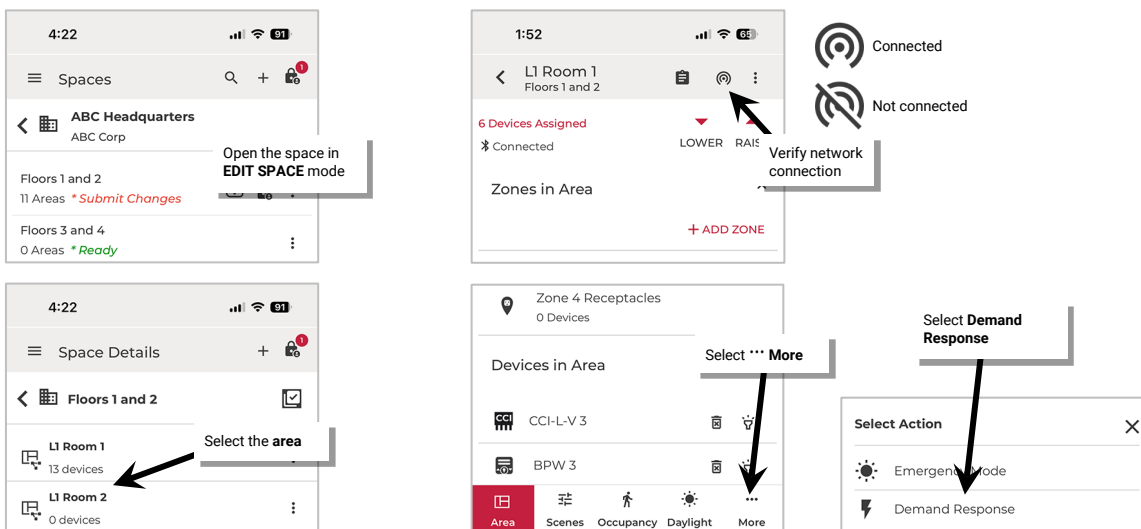 4:22
91
Spaces
1
ABC Headquarters
ABC Corp
Open the space in
EDIT SPACE mode
Floors 1 and 2
11 Areas * Submit Changes
Floors 3 and 4
0 Areas * Ready
1:52
65
L1 Room 1
Floors 1 and 2
6 Devices Assigned
Connected
LOWER
Verify network
connection
Zones in Area
+ ADD ZONE
Connected
Not connected
4:22
91
Space Details
1
Floors 1 and 2
L1 Room 1
13 devices
Select the area
L1 Room 2
0 devices
Zone 4 Receptacles
0 Devices
Select ··· More
Devices in Area
CCI
CCI-L-V 3
BPW 3
Area Scenes Occupancy Daylight More
Select Demand
Response
Select Action
Emergency Mode
Demand Response